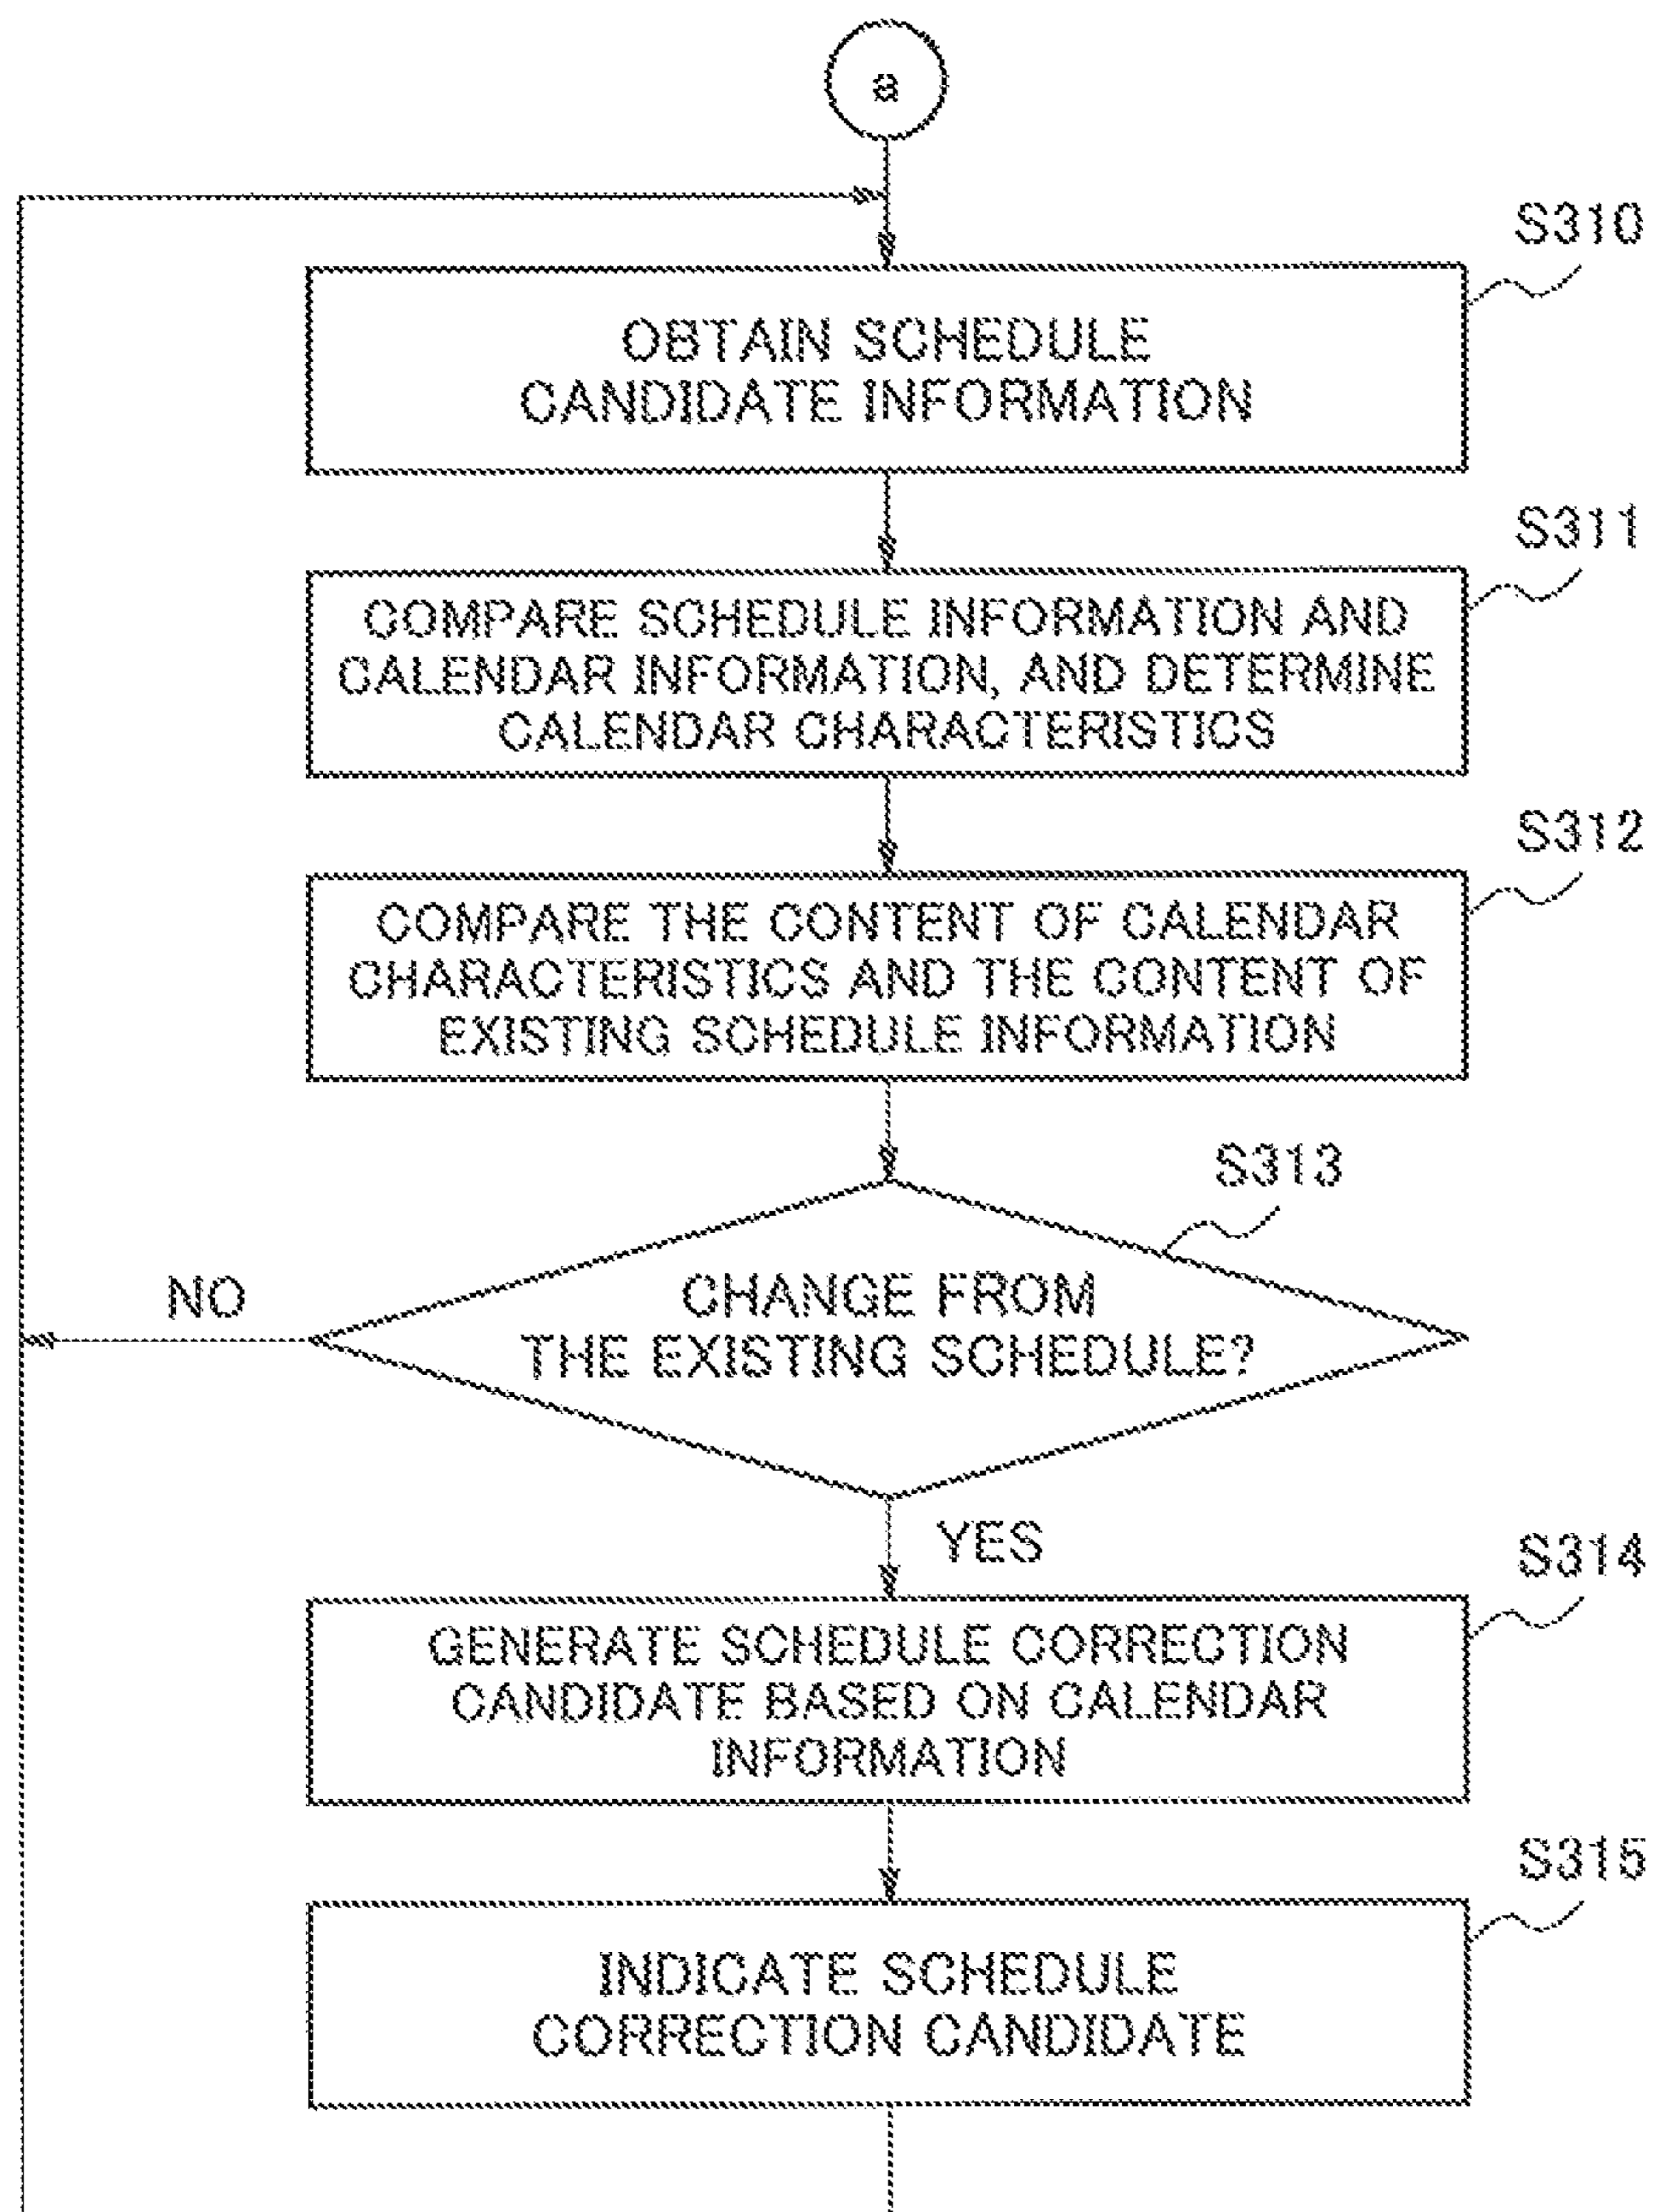 a
S310
OBTAIN SCHEDULE
CANDIDATE INFORMATION
S311
COMPARE SCHEDULE INFORMATION AND
CALENDAR INFORMATION, AND DETERMINE
CALENDAR CHARACTERISTICS
S312
COMPARE THE CONTENT OF CALENDAR
CHARACTERISTICS AND THE CONTENT OF
EXISTING SCHEDULE INFORMATION
S313
NO
CHANGE FROM
THE EXISTING SCHEDULE?
YES
S314
GENERATE SCHEDULE CORRECTION
CANDIDATE BASED ON CALENDAR
INFORMATION
S315
INDICATE SCHEDULE
CORRECTION CANDIDATE